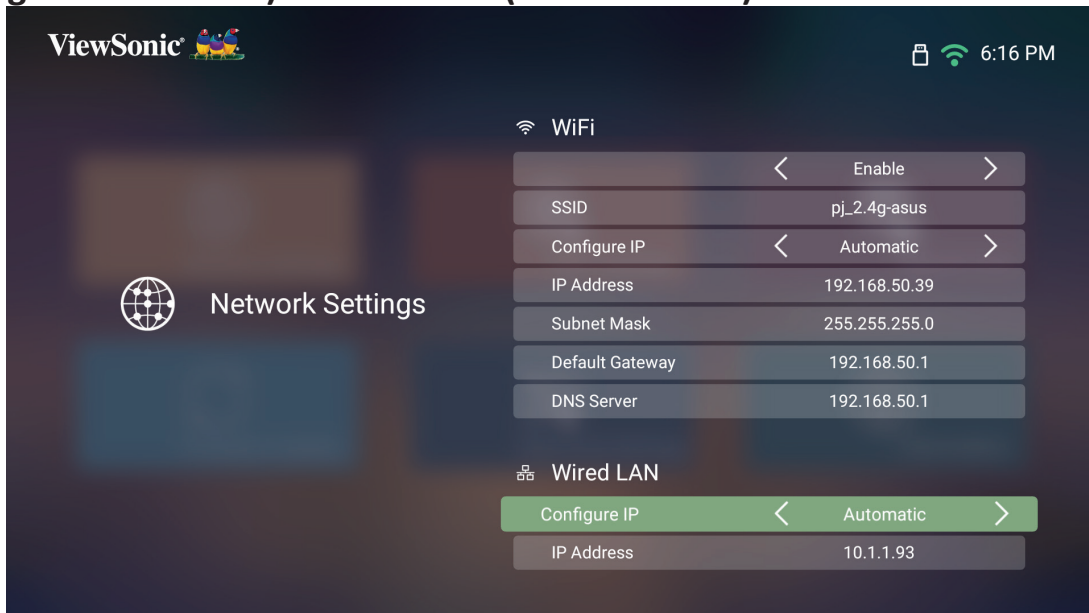 ViewSonic
6:16 PM
WiFi
Enable
SSID pj_2.4g-asus
Configure IP Automatic
IP Address 192.168.50.39
Subnet Mask 255.255.255.0
Default Gateway 192.168.50.1
DNS Server 192.168.50.1
Network Settings
Wired LAN
Configure IP Automatic
IP Address 10.1.1.93